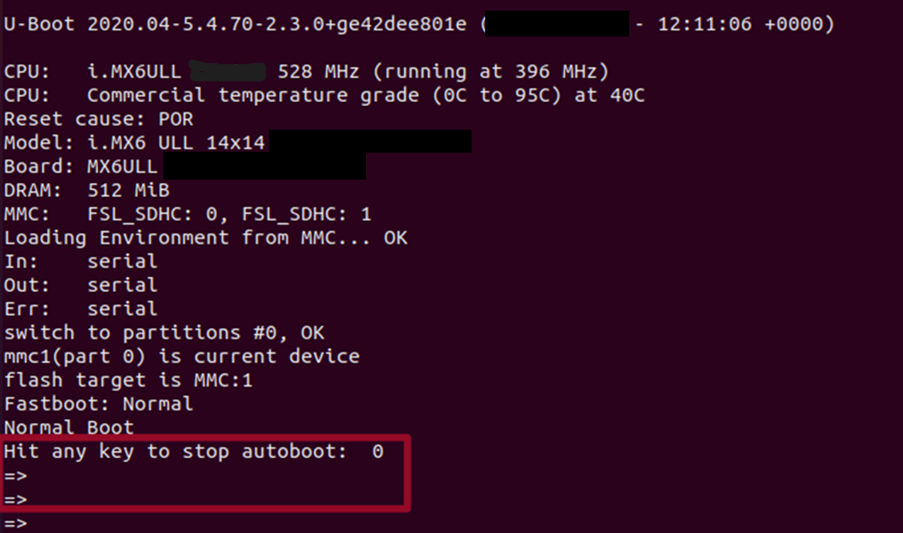 U-Boot 2020.04-5.4.70-2.3.0+ge42dee801e ( - 12:11:06 +0000)
CPU: i.MX6ULL 528 MHz (running at 396 MHz)
CPU: Commercial temperature grade (0C to 95C) at 40C
Reset cause: POR
Model: i.MX6 ULL 14x14
Board: MX6ULL
DRAM: 512 MiB
MMC: FSL_SDHC: 0, FSL_SDHC: 1
Loading Environment from MMC... OK
In: serial
Out: serial
Err: serial
switch to partitions #0, OK
mmc1(part 0) is current device
flash target is MMC:1
Fastboot: Normal
Normal Boot
Hit any key to stop autoboot: 0
=>
=>
=>